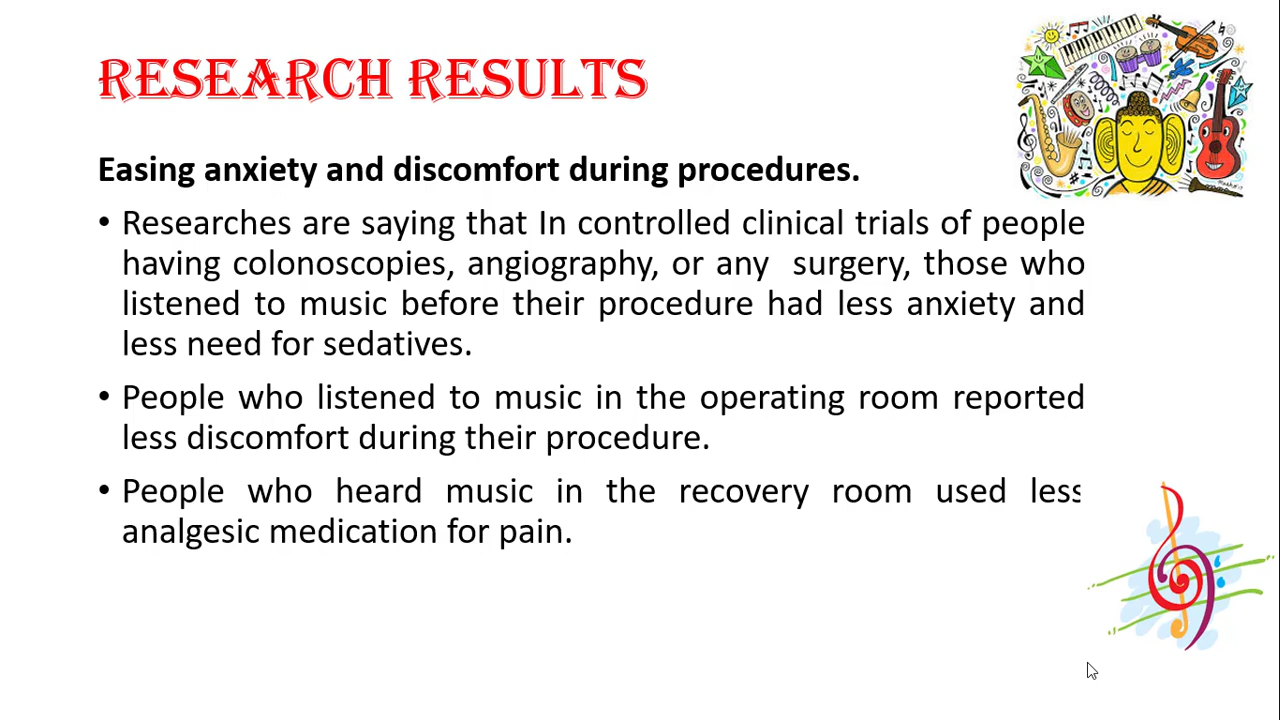 RESEARCH RESULTS
Easing anxiety and discomfort during procedures.
• Researches are saying that In controlled clinical trials of people
having colonoscopies, angiography, or any  surgery, those who
listened to music before their procedure had less anxiety and
less need for sedatives.
• People who listened to music in the operating room reported
less discomfort during their procedure.
• People who heard music in the recovery room used less
analgesic medication for pain.